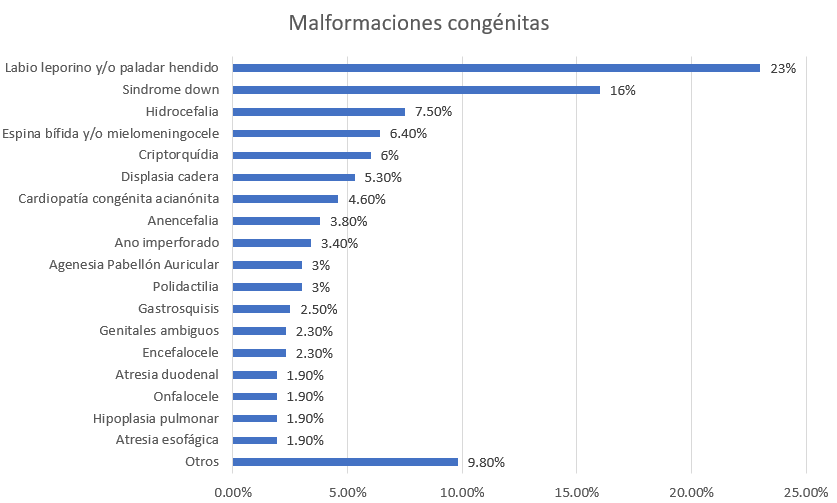 Malformaciones congénitas
Labio leporino y/o paladar hendido 23%
Sindrome down 16%
Hidrocefalia 7.50%
Espina bífida y/o mielomeningocele 6.40%
Criptorquídia 6%
Displasia cadera 5.30%
Cardiopatía congénita acianónita 4.60%
Anencefalia 3.80%
Ano imperforado 3.40%
Agenesia Pabellón Auricular 3%
Polidactilia 3%
Gastrosquisis 2.50%
Genitales ambiguos 2.30%
Encefalocele 2.30%
Atresia duodenal 1.90%
Onfalocele 1.90%
Hipoplasia pulmonar 1.90%
Atresia esofágica 1.90%
Otros 9.80%
0.00% 5.00% 10.00% 15.00% 20.00% 25.00%